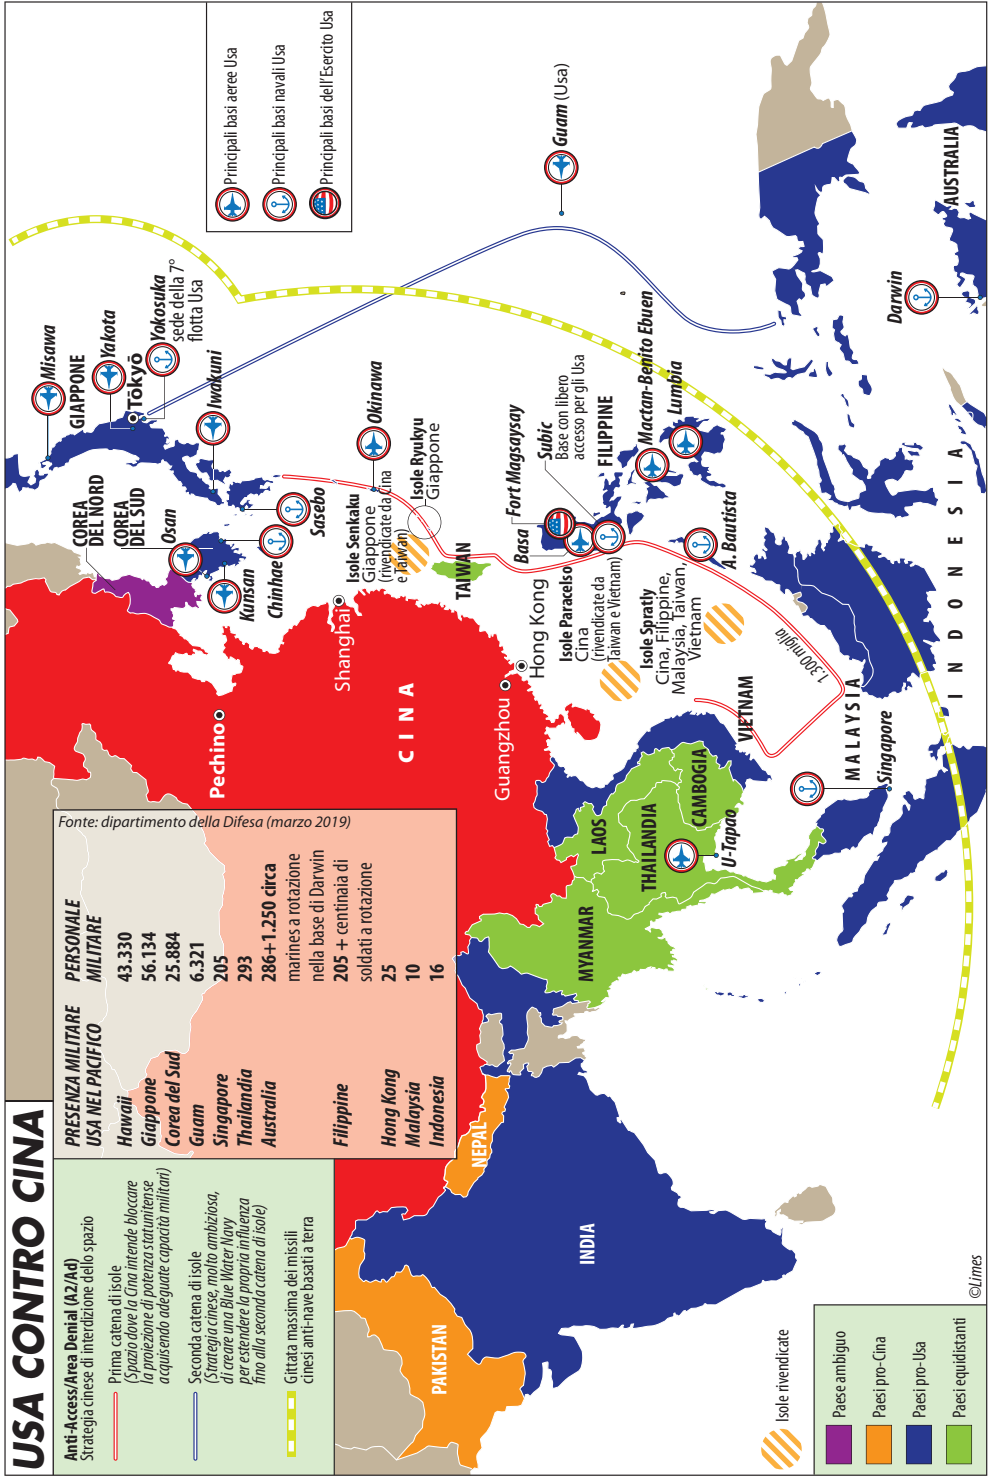 USA CONTRO CINA
Anti-Access/Area Denial (A2/Ad)
Strategia cinese di interdizione dello spazio
Prima catena di isole
(Spazio dove la Cina intende bloccare
la proiezione di potenza statunitense
acquisendo adeguate capacità militari)
Seconda catena di isole
(Strategia cinese, molto ambiziosa,
di creare una Blue Water Navy
per estendere la propria influenza
fino alla seconda catena di isole)
Gittata massima dei missili
cinesi anti-nave basati a terra
PRESENZA MILITARE PERSONALE
USA NEL PACIFICO MILITARE
Hawaii 43.330
Giappone 56.134
Corea del Sud 25.884
Guam 6.321
Singapore 205
Thailandia 293
Australia 286+1.250 circa
marines a rotazione
nella base di Darwin
Filippine 205 + centinaia di
soldati a rotazione
Hong Kong 25
Malaysia 10
Indonesia 16
Fonte: dipartimento della Difesa (marzo 2019)
Principali basi aeree Usa
Principali basi navali Usa
Principali basi dell'Esercito Usa
Misawa
GIAPPONE
Yakota
Tōkyō
Yokosuka
sede della 7°
flotta Usa
Iwakuni
COREA
DEL NORD
COREA
DEL SUD
Osan
Kunsan
Chinhae
Sasebo
Okinawa
Isole Ryukyu
Giappone
Isole Senkaku
Giappone
(rivendicate da Cina
e Taiwan)
TAIWAN
Pechino
Shanghai
CINA
Guangzhou
Hong Kong
Guam (Usa)
Fort Magsaysay
Basa
Subic
Base con libero
accesso per gli Usa
FILIPPINE
Mactan-Benito Ebuen
Lumbia
A. Bautista
Isole Paracelso
Cina
(rivendicate da
Taiwan e Vietnam)
Isole Spratly
Cina, Filippine,
Malaysia, Taiwan,
Vietnam
1.300 miglia
VIETNAM
LAOS
CAMBOGIA
THAILANDIA
U-Tapao
MYANMAR
MALAYSIA
Singapore
INDONESIA
Darwin
AUSTRALIA
NEPAL
INDIA
PAKISTAN
Isole rivendicate
Paese ambiguo
Paesi pro-Cina
Paesi pro-Usa
Paesi equidistanti
©Limes